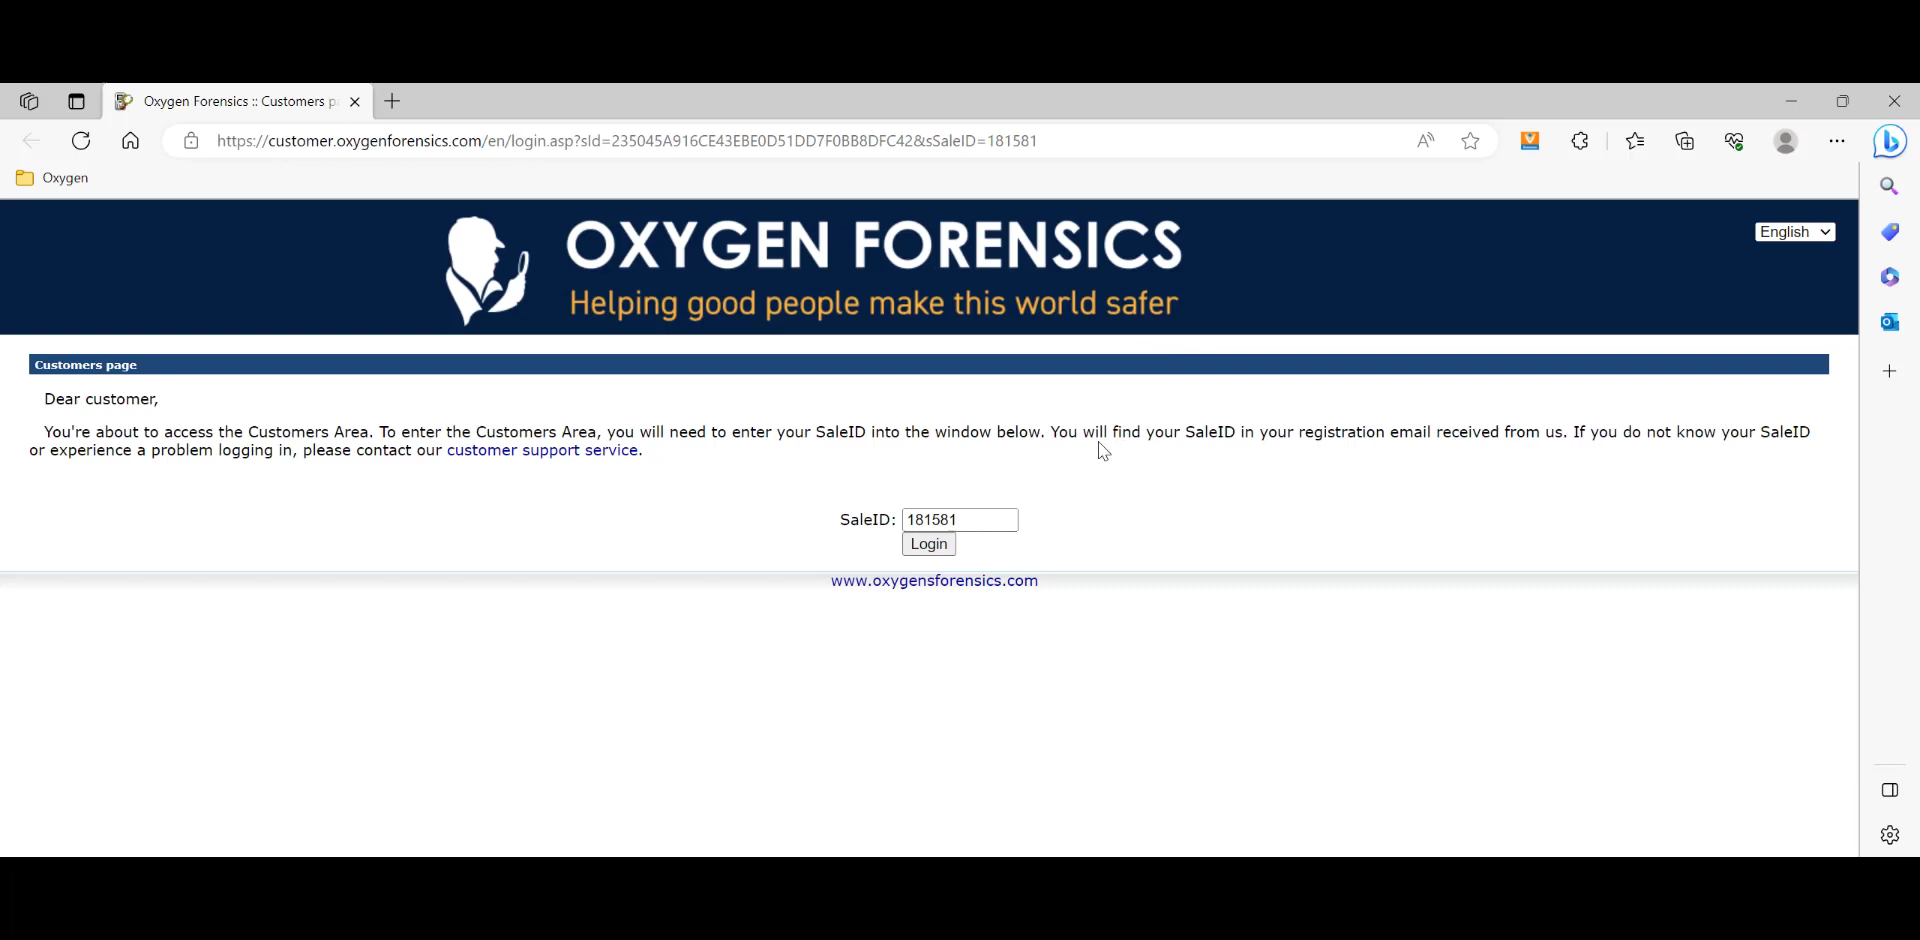 Oxygen Forensics :: Customers p
https://customer.oxygenforensics.com/en/login.asp?sId=235045A916CE43EBE0D51DD7F0BB8DFC42&sSaleID=181581
Oxygen
OXYGEN FORENSICS
Helping good people make this world safer
English
Customers page
Dear customer,
You're about to access the Customers Area. To enter the Customers Area, you will need to enter your SaleID into the window below. You will find your SaleID in your registration email received from us. If you do not know your SaleID
or experience a problem logging in, please contact our customer support service.
SaleID: 181581
Login
www.oxygensforensics.com